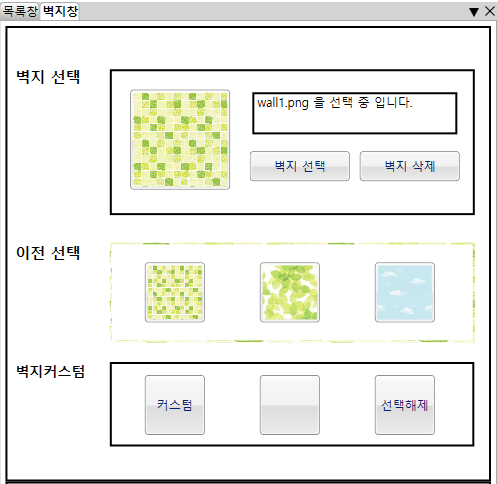 목록창 벽지창
벽지 선택
wall1.png 을 선택 중 입니다.
벽지 선택 벽지 삭제
이전 선택
벽지커스텀
커스텀 선택해제